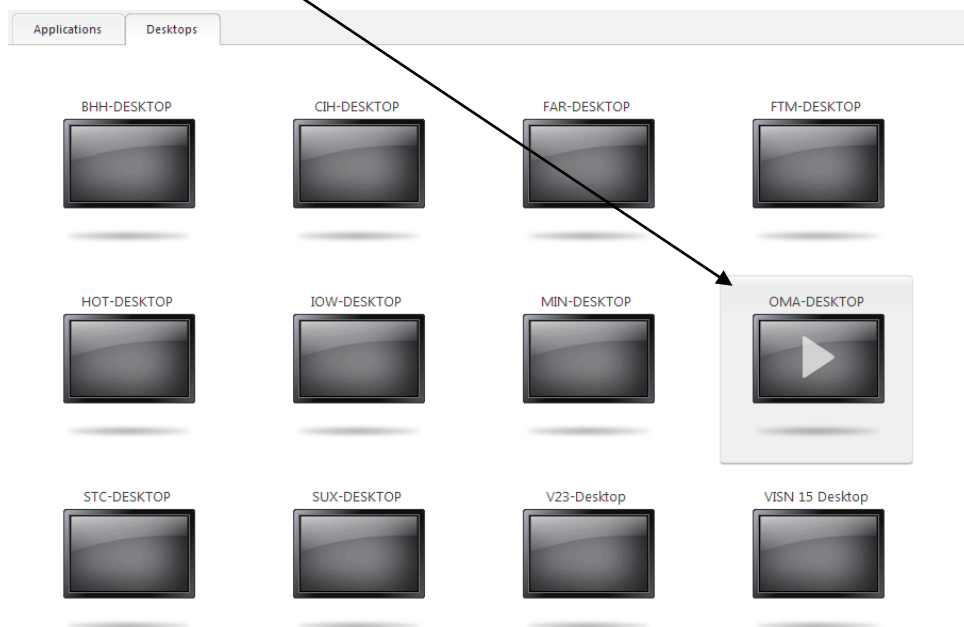 Applications Desktops
BHH-DESKTOP CIH-DESKTOP FAR-DESKTOP FTM-DESKTOP
HOT-DESKTOP IOW-DESKTOP MIN-DESKTOP OMA-DESKTOP
STC-DESKTOP SUX-DESKTOP V23-Desktop VISN 15 Desktop